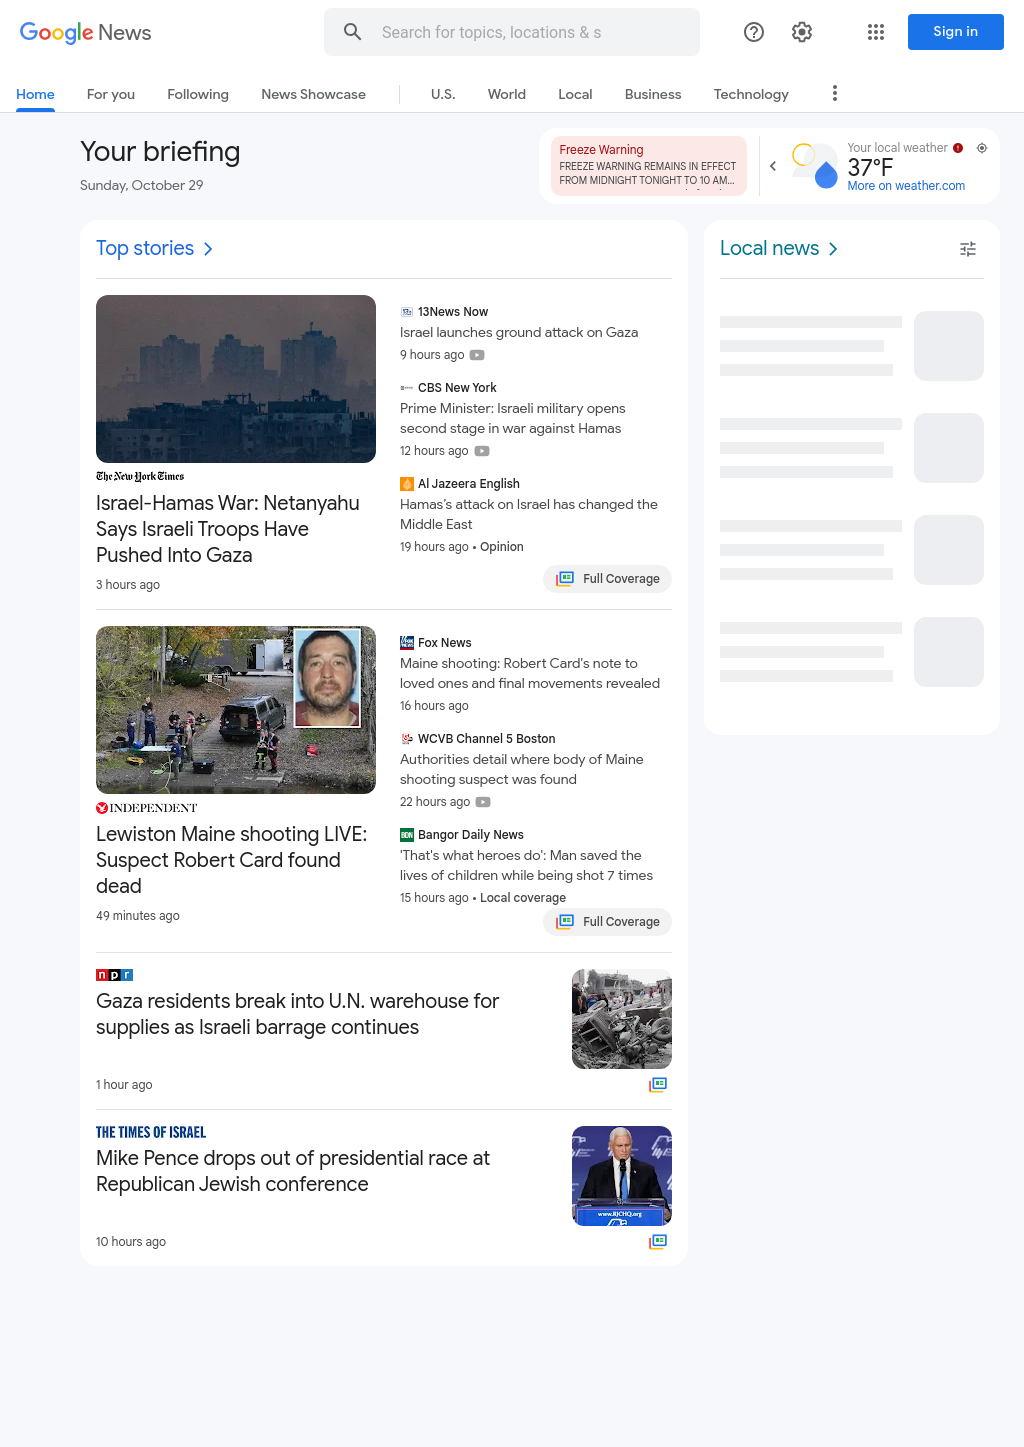 Google News
Search for topics, locations & s
Sign in
Home
For you
Following
News Showcase
U.S.
World
Local
Business
Technology
Your briefing
Sunday, October 29
Freeze Warning
FREEZE WARNING REMAINS IN EFFECT
FROM MIDNIGHT TONIGHT TO 10 AM...
Your local weather
37°F
More on weather.com
Top stories
The New York Times
Israel-Hamas War: Netanyahu
Says Israeli Troops Have
Pushed Into Gaza
3 hours ago
13News Now
Israel launches ground attack on Gaza
9 hours ago
CBS New York
Prime Minister: Israeli military opens
second stage in war against Hamas
12 hours ago
Al Jazeera English
Hamas's attack on Israel has changed the
Middle East
19 hours ago • Opinion
Full Coverage
INDEPENDENT
Lewiston Maine shooting LIVE:
Suspect Robert Card found
dead
49 minutes ago
Fox News
Maine shooting: Robert Card's note to
loved ones and final movements revealed
16 hours ago
WCVB Channel 5 Boston
Authorities detail where body of Maine
shooting suspect was found
22 hours ago
BDN Bangor Daily News
'That's what heroes do': Man saved the
lives of children while being shot 7 times
15 hours ago • Local coverage
Full Coverage
npr
Gaza residents break into U.N. warehouse for
supplies as Israeli barrage continues
1 hour ago
THE TIMES OF ISRAEL
Mike Pence drops out of presidential race at
Republican Jewish conference
www.RJCHQ.org
10 hours ago
Local news